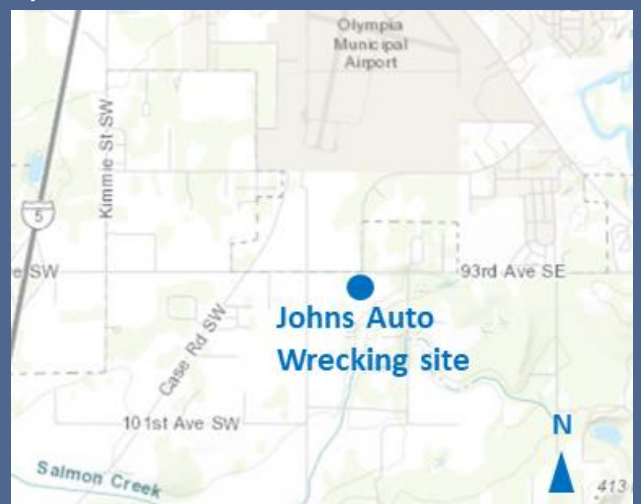 Olympia
Municipal
Airport
Kimmie St SW
5
e SW
93rd Ave SE
Johns Auto
Wrecking site
Case Rd SW
101st Ave SW
N
Salmon Creek
413